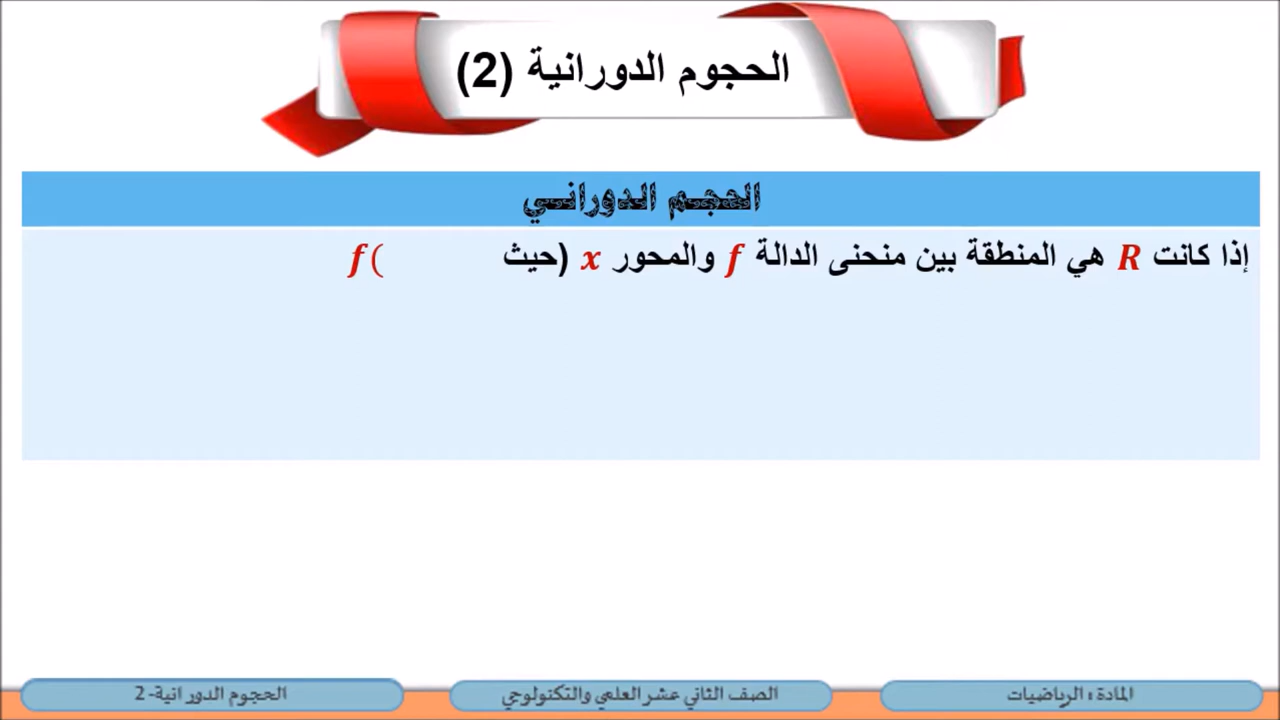 الحجوم الدورانية (2)
الحجم الدوراني
إذا كانت R هي المنطقة بين منحنى الدالة f والمحور x (حيث f(
المادة: الرياضيات
الصف الثاني عشر العلمي والتكنولوجي
الحجوم الدورانية- 2